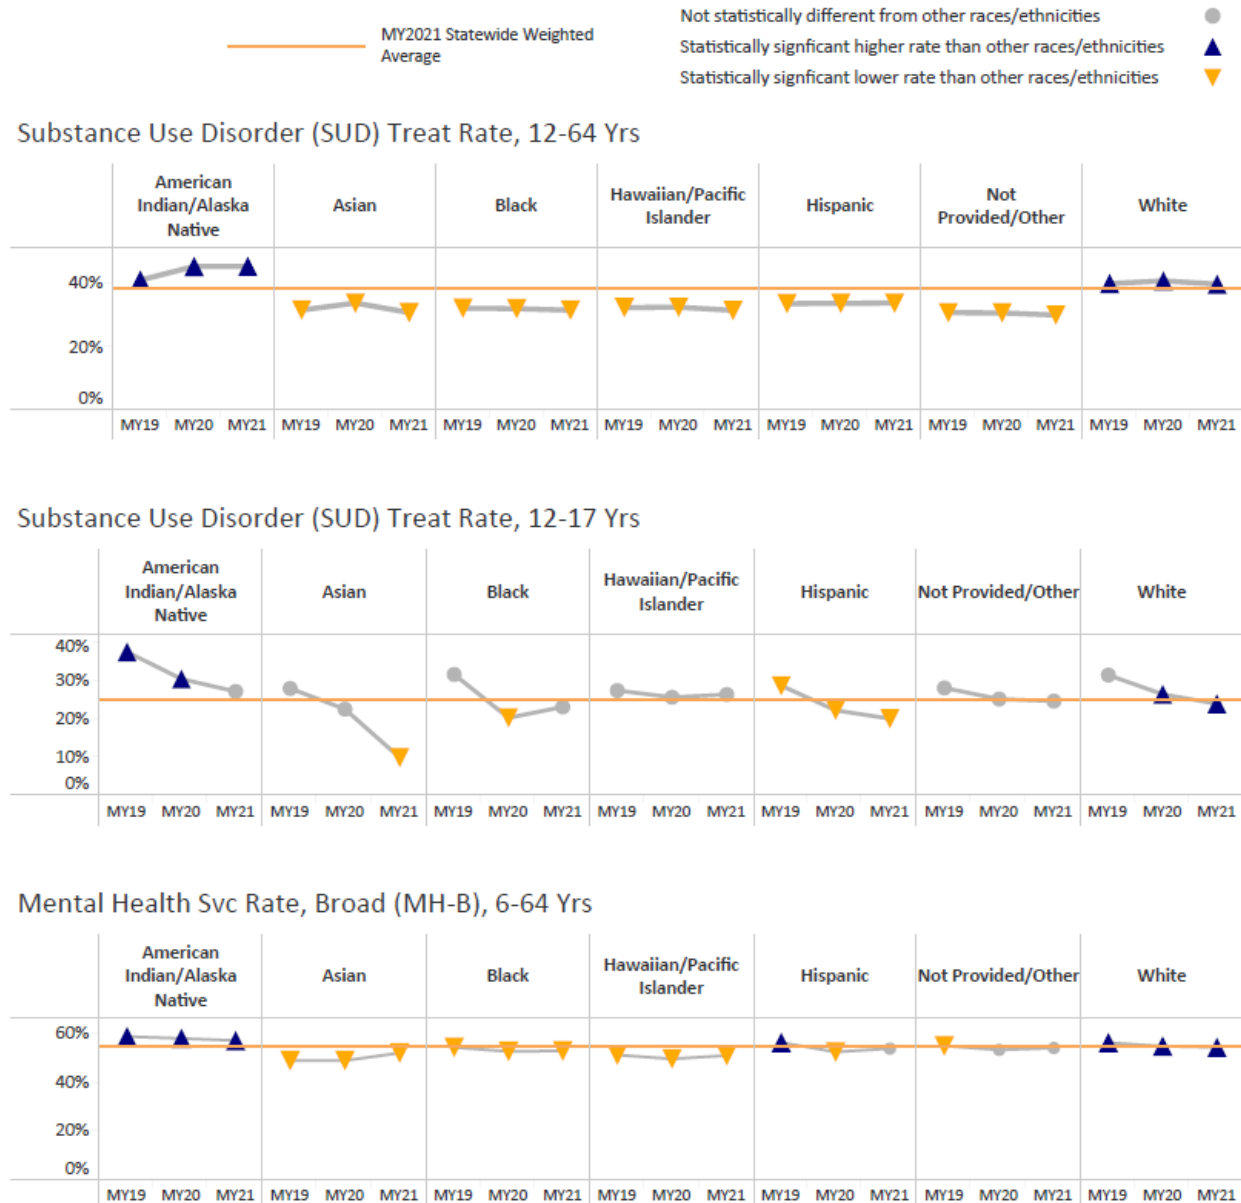 MY2021 Statewide Weighted
Average
Not statistically different from other races/ethnicities
Statistically signficant higher rate than other races/ethnicities
Statistically signficant lower rate than other races/ethnicities
Substance Use Disorder (SUD) Treat Rate, 12-64 Yrs
American
Indian/Alaska
Native
Asian
Black
Hawaiian/Pacific
Islander
Hispanic
Not
Provided/Other
White
40%
20%
0%
MY19 MY20 MY21 MY19 MY20 MY21 MY19 MY20 MY21 MY19 MY20 MY21 MY19 MY20 MY21 MY19 MY20 MY21 MY19 MY20 MY21
Substance Use Disorder (SUD) Treat Rate, 12-17 Yrs
American
Indian/Alaska
Native
Asian
Black
Hawaiian/Pacific
Islander
Hispanic
Not Provided/Other
White
40%
30%
20%
10%
0%
MY19 MY20 MY21 MY19 MY20 MY21 MY19 MY20 MY21 MY19 MY20 MY21 MY19 MY20 MY21 MY19 MY20 MY21 MY19 MY20 MY21
Mental Health Svc Rate, Broad (MH-B), 6-64 Yrs
American
Indian/Alaska
Native
Asian
Black
Hawaiian/Pacific
Islander
Hispanic
Not Provided/Other
White
60%
40%
20%
0%
MY19 MY20 MY21 MY19 MY20 MY21 MY19 MY20 MY21 MY19 MY20 MY21 MY19 MY20 MY21 MY19 MY20 MY21 MY19 MY20 MY21